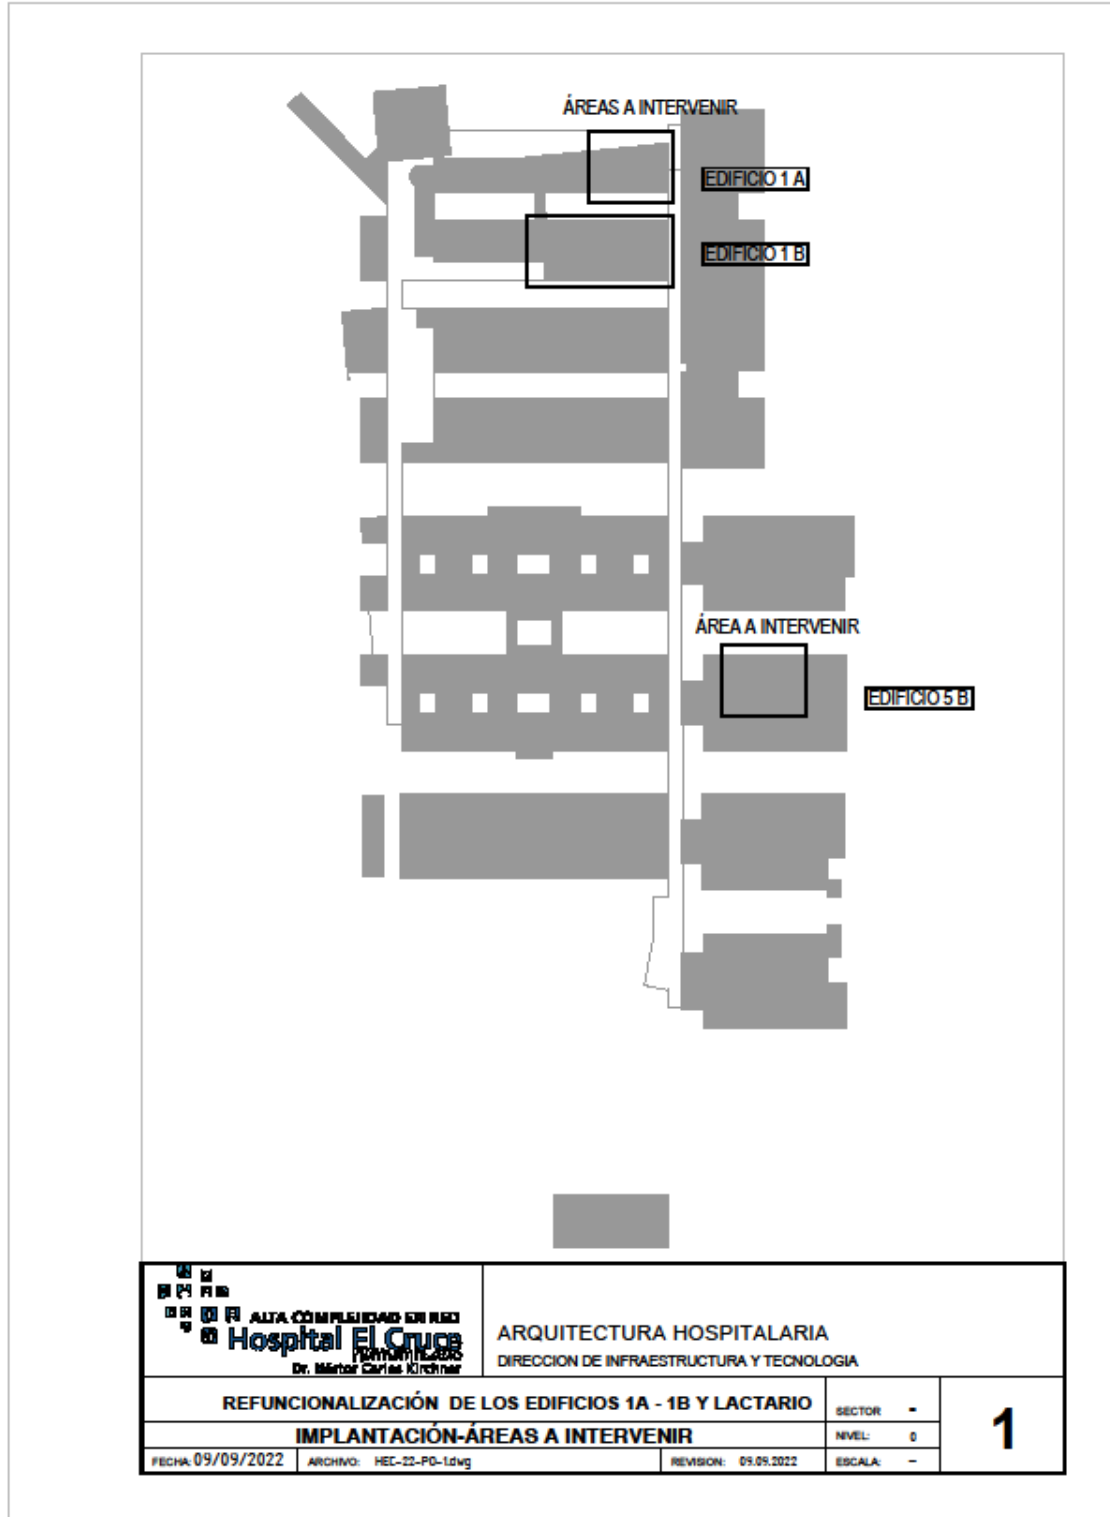 ÁREAS A INTERVENIR
EDIFICIO 1 A
EDIFICIO 1 B
ÁREA A INTERVENIR
EDIFICIO 5 B
ALTA COMPLEJIDAD EN RED
Hospital El Cruce
Dr. Néstor Carlos Kirchner
ARQUITECTURA HOSPITALARIA
DIRECCION DE INFRAESTRUCTURA Y TECNOLOGIA
REFUNCIONALIZACIÓN DE LOS EDIFICIOS 1A - 1B Y LACTARIO
IMPLANTACIÓN-ÁREAS A INTERVENIR
SECTOR -
NIVEL: 0
ESCALA: -
1
FECHA: 09/09/2022
ARCHIVO: HEC-22-P0-1.dwg
REVISION: 09.09.2022